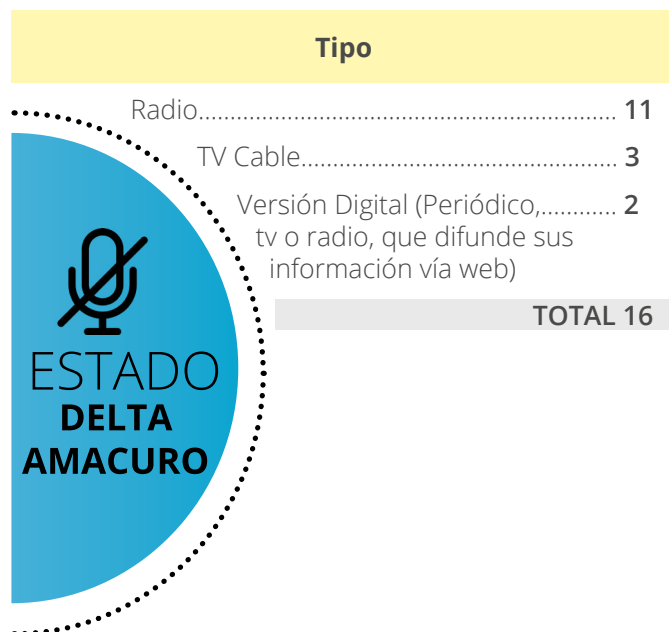 Tipo
Radio................................................................. 11
TV Cable................................................. 3
Versión Digital (Periódico,............ 2
tv o radio, que difunde sus
información vía web)
TOTAL 16
ESTADO
DELTA
AMACURO